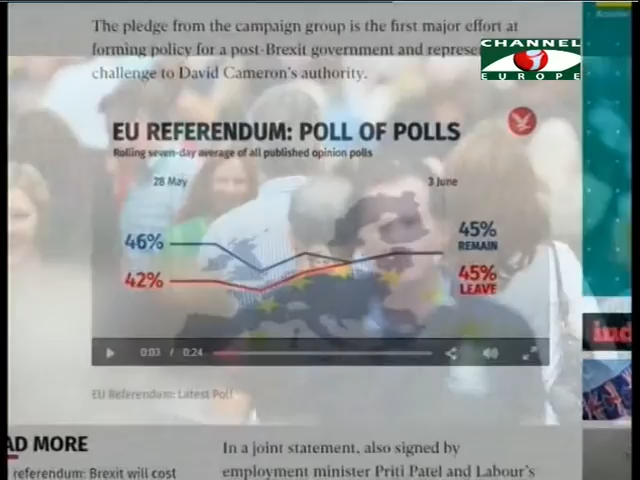 The pledge from the campaign group is the first major effort at
forming policy for a post-Brexit government and
challenge to David Cameron's authority.
CHANNEL
i
EUROPE
EU REFERENDUM: POLL OF POLLS
Rolling seven-day average of all published opinion polls
28 May
3 June
46%
45%
REMAIN
42%
45%
LEAVE
0:03 / 0:24
EU Referendum: Latest Poll
AD MORE
In a joint statement, also signed by
referendum: Brexit will cost
employment minister Priti Patel and Labour's